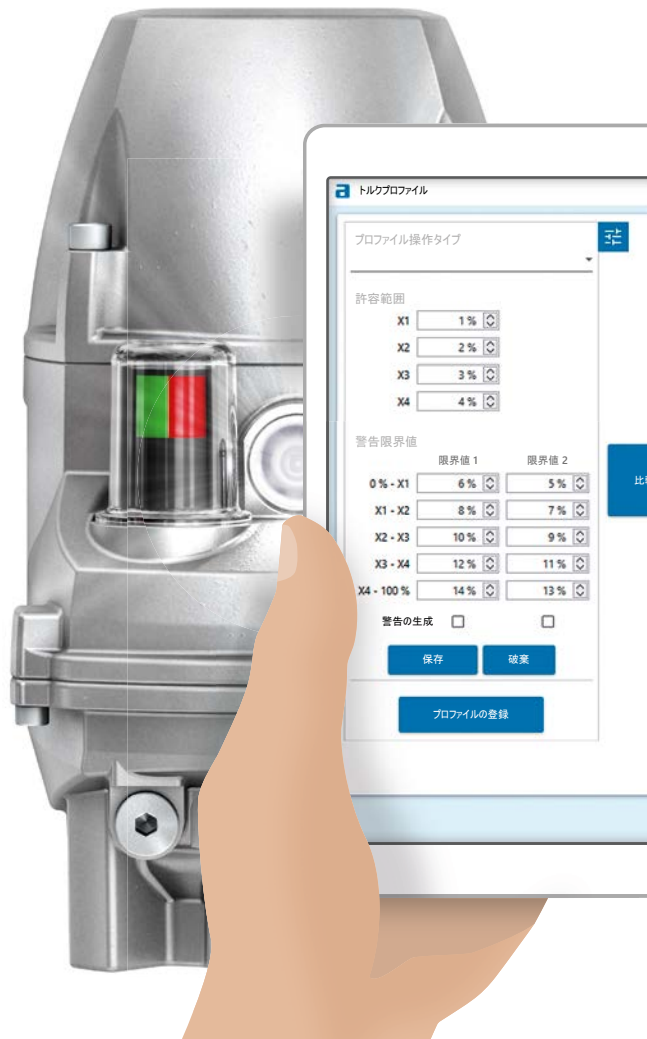 a トルクプロファイル
プロファイル操作タイプ
許容範囲
X1 1 %
X2 2 %
X3 3 %
X4 4 %
警告限界値
限界値 1 限界値 2
0 % - X1 6 % 5 %
X1 - X2 8 % 7 %
X2 - X3 10 % 9 %
X3 - X4 12 % 11 %
X4 - 100 % 14 % 13 %
警告の生成
保存 破棄
プロファイルの登録